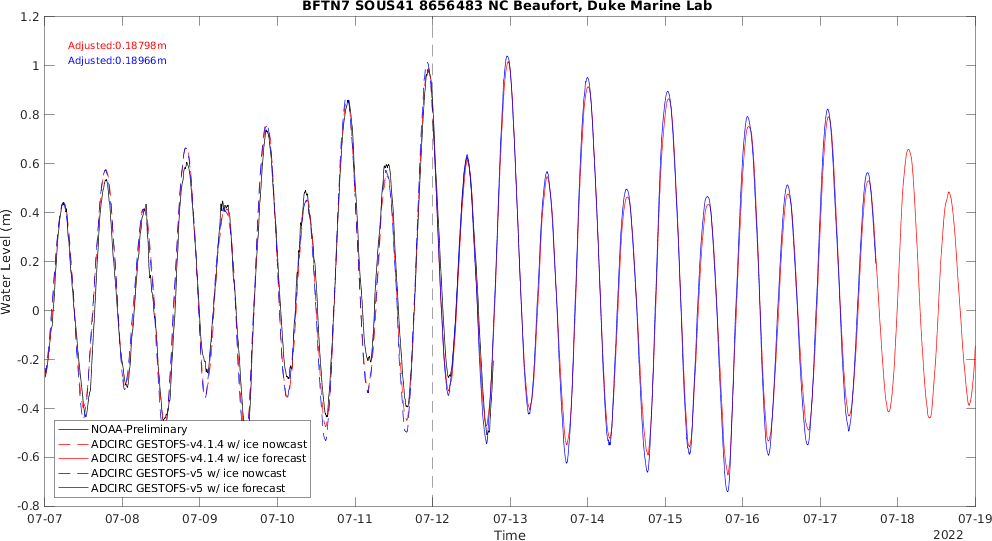 BFTN7 SOUS41 8656483 NC Beaufort, Duke Marine Lab
1.2
1
0.8
0.6
0.4
0.2
0
-0.2
-0.4
-0.6
-0.8
Water Level (m)
Adjusted:0.18798m
Adjusted:0.18966m
NOAA-Preliminary
ADCIRC GESTOFS-v4.1.4 w/ ice nowcast
ADCIRC GESTOFS-v4.1.4 w/ ice forecast
ADCIRC GESTOFS-v5 w/ ice nowcast
ADCIRC GESTOFS-v5 w/ ice forecast
07-07 07-08 07-09 07-10 07-11 07-12 07-13 07-14 07-15 07-16 07-17 07-18 07-19
Time 2022